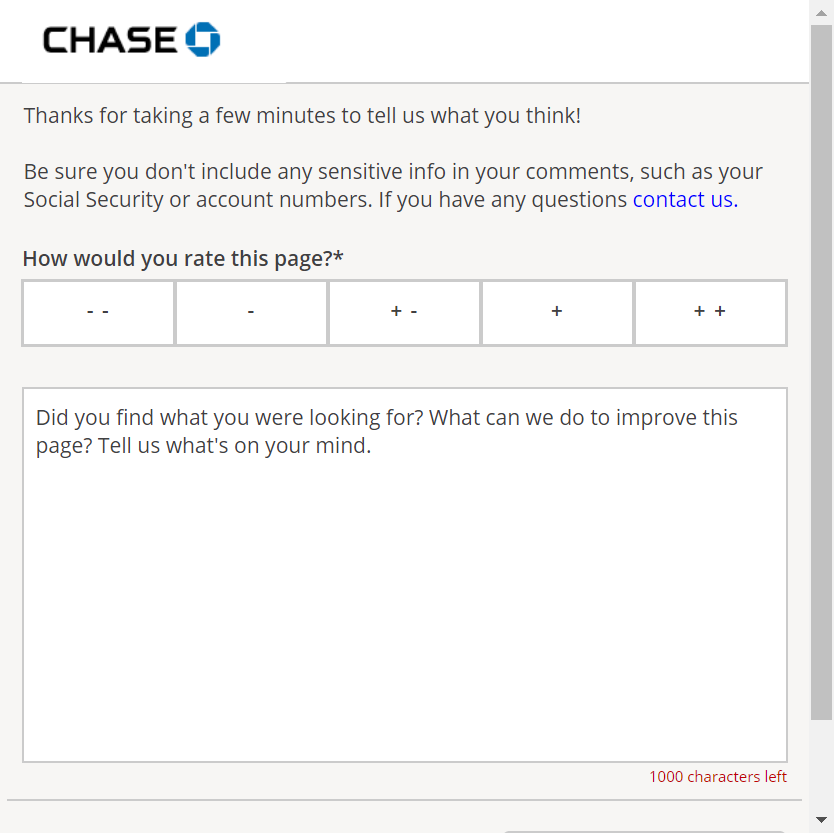 CHASE
Thanks for taking a few minutes to tell us what you think!
Be sure you don't include any sensitive info in your comments, such as your
Social Security or account numbers. If you have any questions contact us.
How would you rate this page?*
- -
-
+ -
+
+ +
Did you find what you were looking for? What can we do to improve this
page? Tell us what's on your mind.
1000 characters left